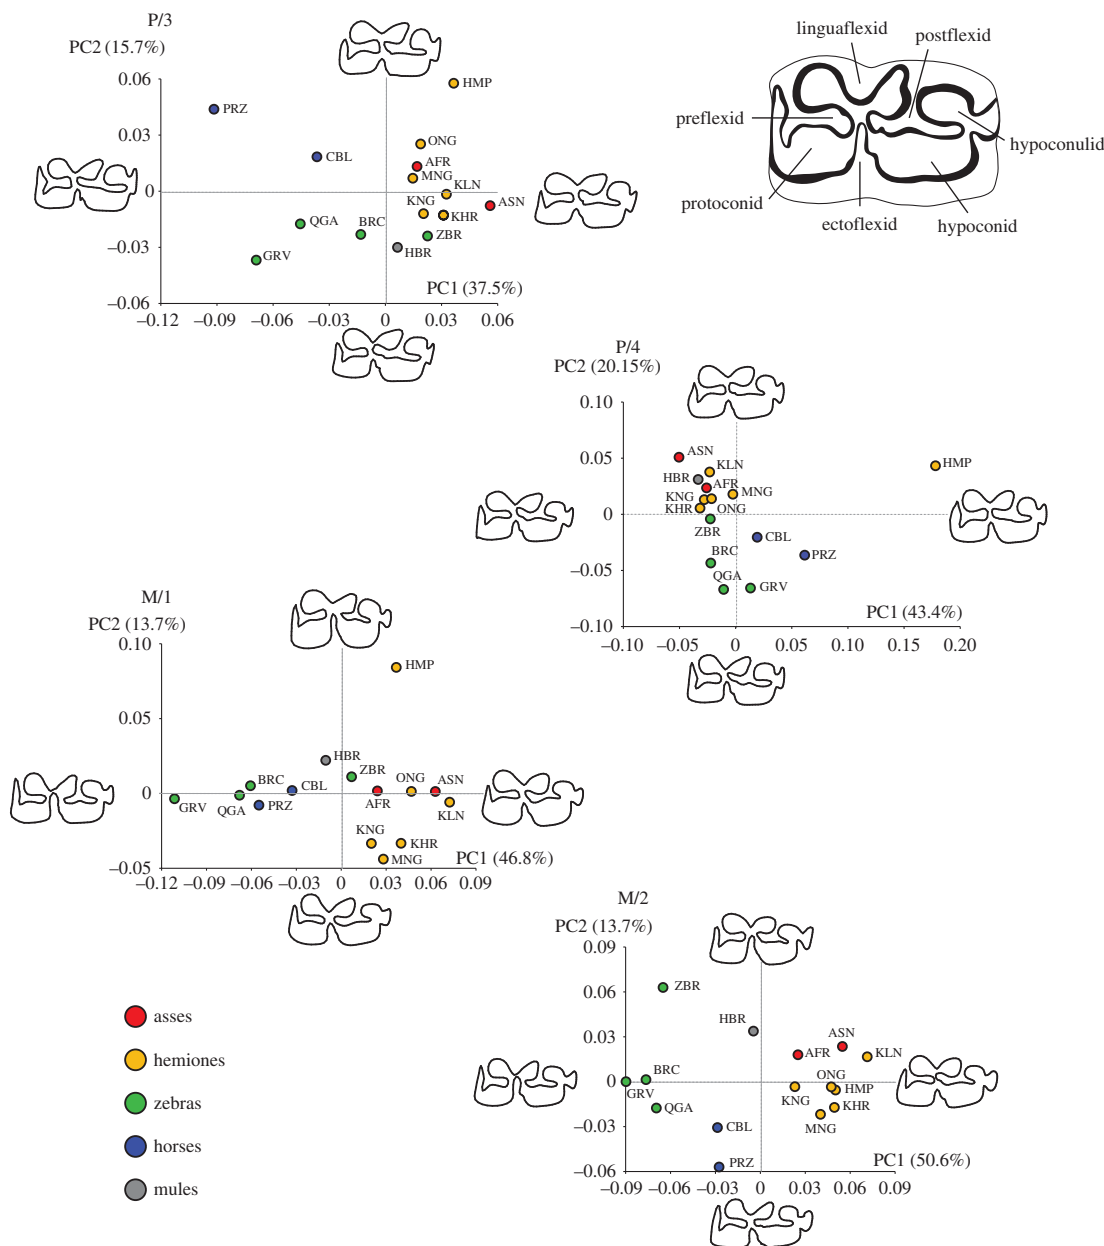 P/3
PC2 (15.7%)
0.06
0.03
0
–0.03
–0.06
–0.12
–0.09
–0.06
–0.03
0
0.03
0.06
PC1 (37.5%)
HMP
PRZ
ONG
CBL
AFR
MNG
KLN
KNG
ASN
QGA
BRC
KHR
ZBR
HBR
GRV
linguaflexid
postflexid
preflexid
hypoconulid
protoconid
ectoflexid
hypoconid
P/4
PC2 (20.15%)
0.10
0.05
0
–0.05
–0.10
–0.10
–0.05
0
0.05
0.10
0.15
0.20
PC1 (43.4%)
ASN
KLN
HMP
HBR
AFR
MNG
KNG
KHR
ONG
ZBR
CBL
BRC
PRZ
QGA
GRV
M/1
PC2 (13.7%)
0.10
0.05
0
–0.05
–0.12
–0.09
–0.06
–0.03
0
0.03
0.06
0.09
PC1 (46.8%)
HMP
HBR
ZBR
BRC
CBL
ONG
ASN
GRV
QGA
PRZ
AFR
KLN
KNG
KHR
MNG
M/2
PC2 (13.7%)
0.09
0.06
0.03
0
–0.03
–0.06
–0.09
–0.06
–0.03
0
0.03
0.06
0.09
PC1 (50.6%)
ZBR
HBR
ASN
AFR
KLN
BRC
ONG
GRV
KNG
HMP
QGA
KHR
CBL
MNG
PRZ
asses
hemiones
zebras
horses
mules